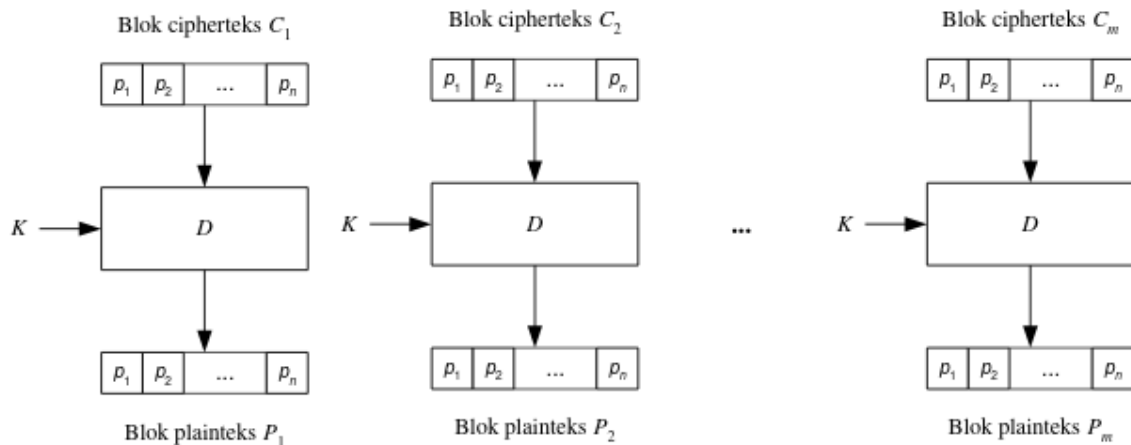 Blok cipherteks C₁ Blok cipherteks C₂ Blok cipherteks Cₘ
p₁ p₂ ... pₙ p₁ p₂ ... pₙ p₁ p₂ ... pₙ
K D K D ... K D
p₁ p₂ ... pₙ p₁ p₂ ... pₙ p₁ p₂ ... pₙ
Blok plainteks P₁ Blok plainteks P₂ Blok plainteks Pₘ